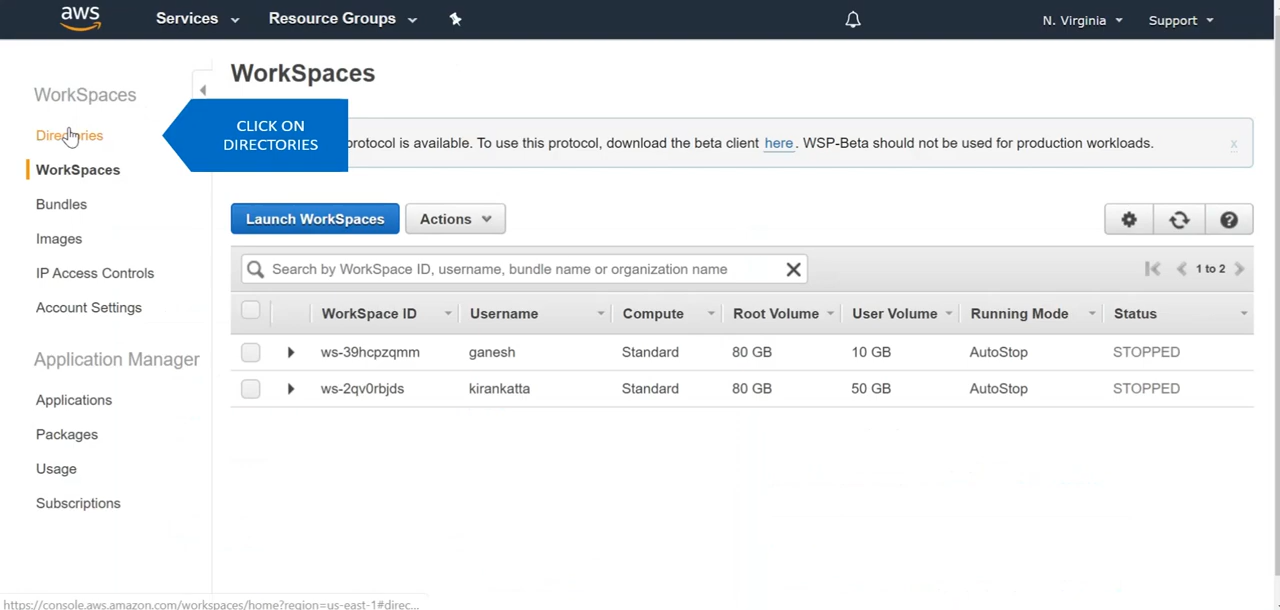 aws Services Resource Groups N. Virginia Support
WorkSpaces
WorkSpaces
Directories
WorkSpaces
Bundles
Images
IP Access Controls
Account Settings
Application Manager
Applications
Packages
Usage
Subscriptions
CLICK ON
DIRECTORIES
protocol is available. To use this protocol, download the beta client here. WSP-Beta should not be used for production workloads. x
Launch WorkSpaces Actions
Search by WorkSpace ID, username, bundle name or organization name
1 to 2
WorkSpace ID Username Compute Root Volume User Volume Running Mode Status
ws-39hcpzqmm ganesh Standard 80 GB 10 GB AutoStop STOPPED
ws-2qv0rbjds kirankatta Standard 80 GB 50 GB AutoStop STOPPED
https://console.aws.amazon.com/workspaces/home?region=us-east-1#direc...